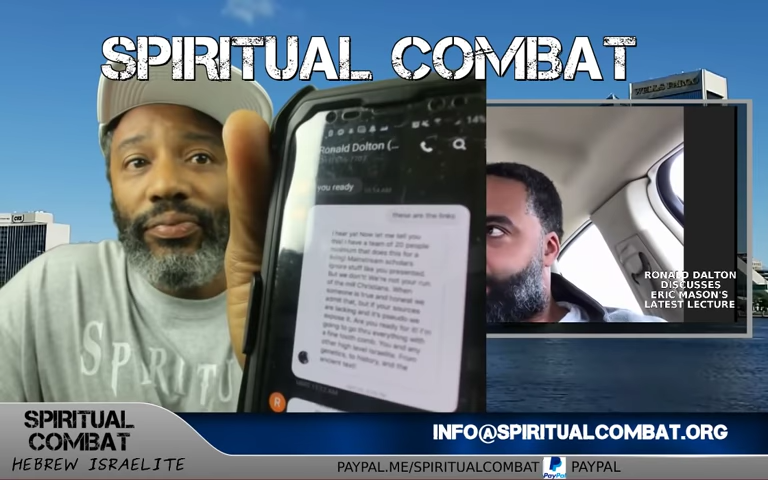 SPIRITUAL COMBAT
WELLS FARGO
14%
Ronald Dolton (...
you ready
these are the links
I hear ya! Now let me tell you
that I have a team of 20 people
minimum that does this for a
living! Mainstream scholars
ignore stuff like you presented.
But we don't! We're not your run
of the mill Christians. When
someone is true and honest we
admit that, but if your sources
are lacking and it's pseudo we
expose it. Are you ready for it! I'm
going to go thru everything with
a fine tooth comb. You and any
other high level Israelite. From
genetics, to history, and the
ancient text!
R
SPIRITU
RONALD DALTON
DISCUSSES
ERIC MASON'S
LATEST LECTURE
SPIRITUAL
COMBAT
HEBREW ISRAELITE
INFO@SPIRITUALCOMBAT.ORG
PAYPAL.ME/SPIRITUALCOMBAT
PayPal
PAYPAL